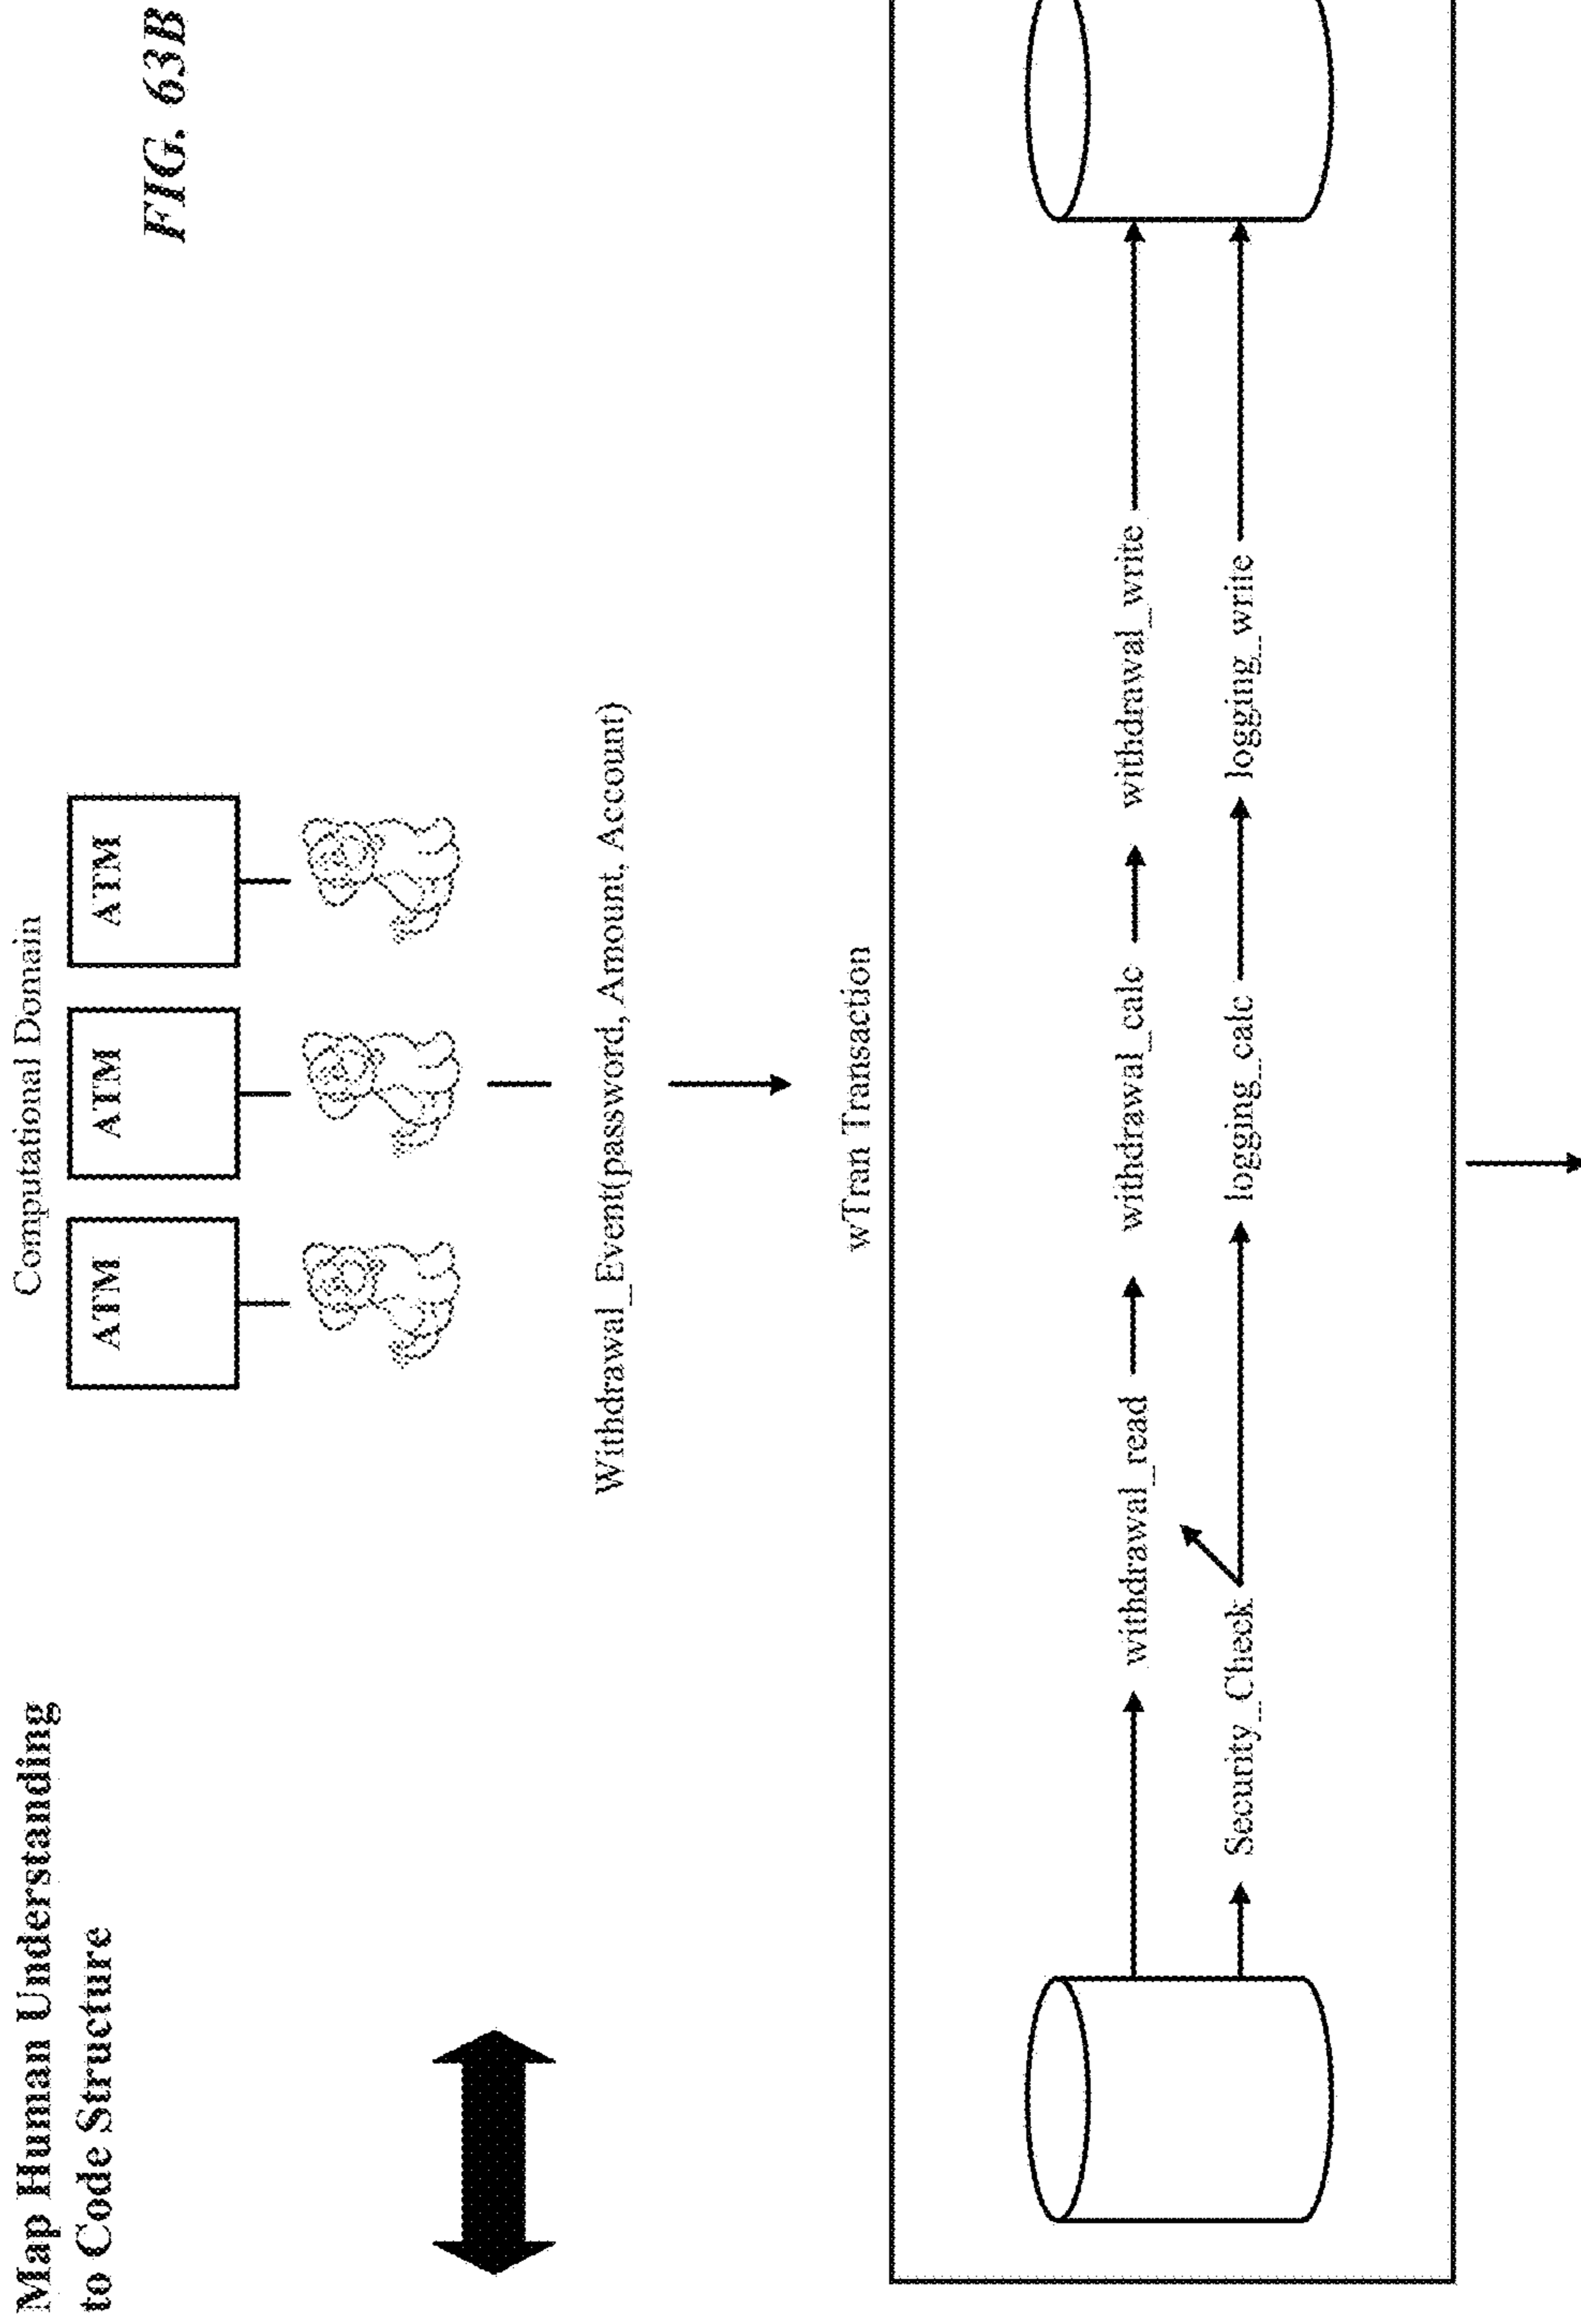 Map Human Understanding
to Code Structure
Computational Domain
FIG. 63B
ATM
ATM
ATM
Withdrawal_Event(password, Amount, Account)
wTran Transaction
withdrawal_read
withdrawal_calc
withdrawal_write
Security_Check
logging_calc
logging_write